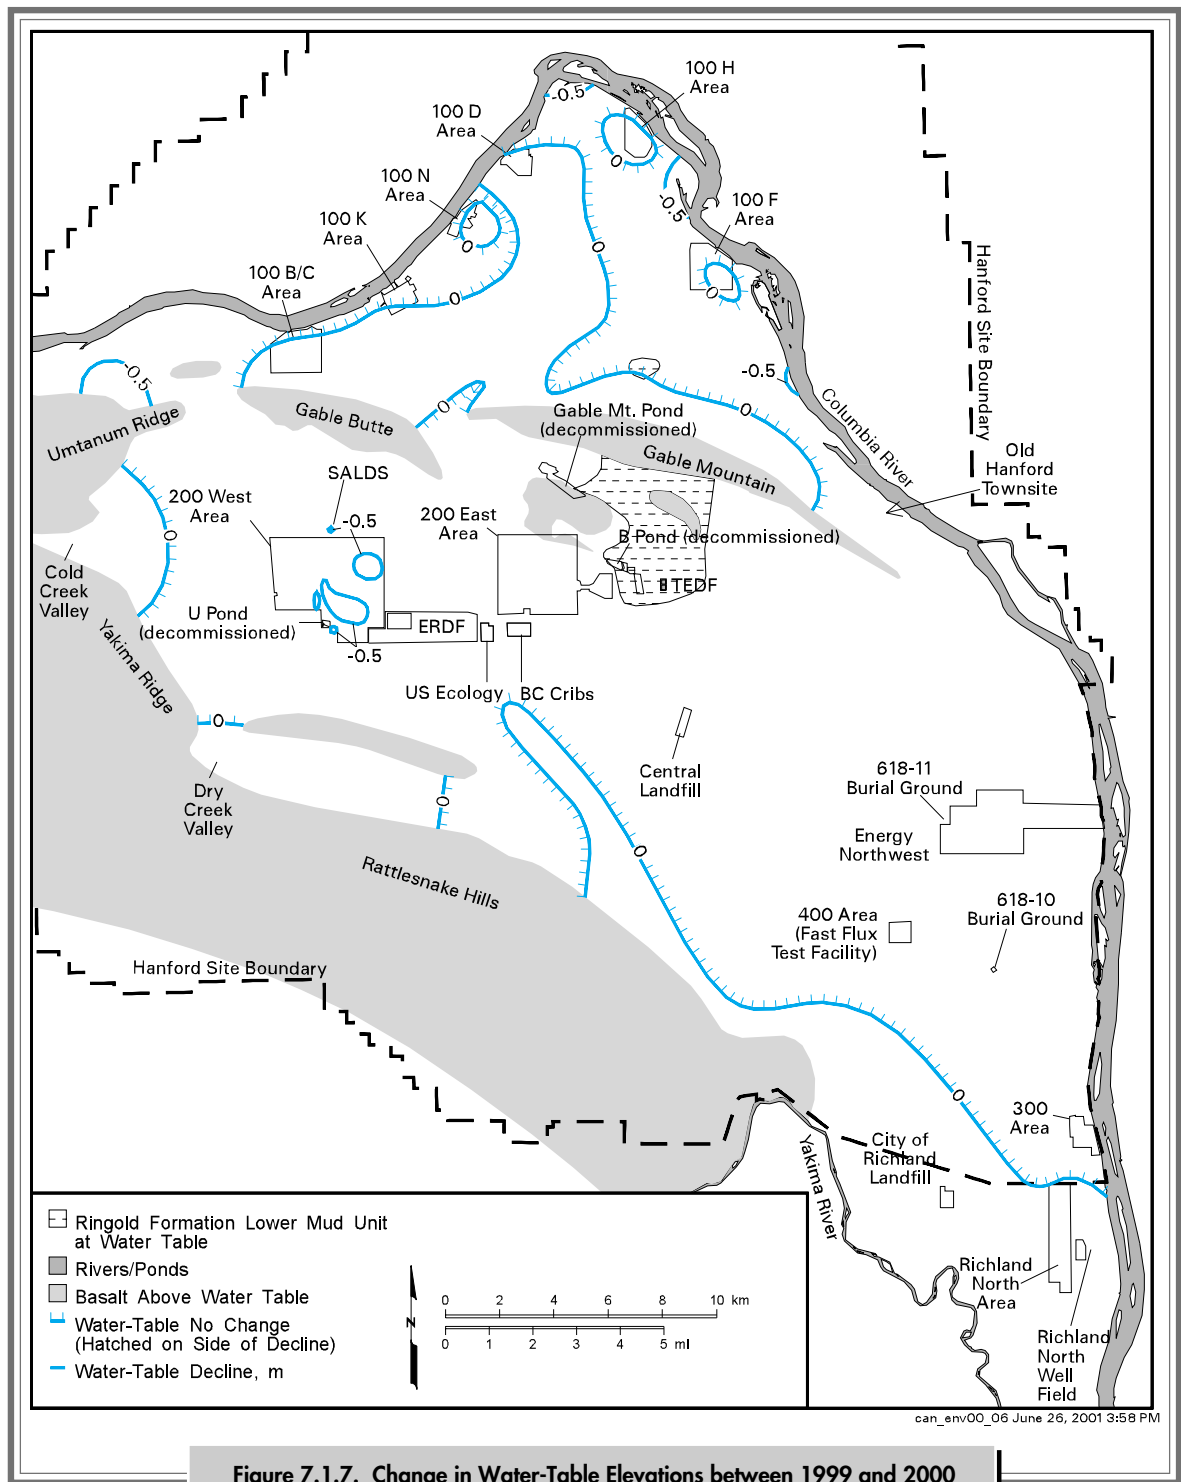 100 H
Area
-0.5
100 D
Area
0
100 N
Area
-0.5
100 F
Area
100 K
Area
0
0
100 B/C
Area
0
0
Hanford Site Boundary
-0.5
-0.5
Columbia River
Umtanum Ridge
Gable Butte
0
0
Gable Mt. Pond
(decommissioned)
Gable Mountain
Old
Hanford
Townsite
SALDS
200 West
Area
-0.5
200 East
Area
0
B Pond (decommissioned)
Cold
Creek
Valley
TEDF
U Pond
(decommissioned)
ERDF
-0.5
Yakima Ridge
US Ecology
BC Cribs
0
Central
Landfill
618-11
Burial Ground
Dry
Creek
Valley
0
Energy
Northwest
0
Rattlesnake Hills
618-10
Burial Ground
400 Area
(Fast Flux
Test Facility)
Hanford Site Boundary
0
300
Area
City of
Richland
Landfill
Yakima River
Richland
North
Area
Richland
North
Well
Field
Ringold Formation Lower Mud Unit
at Water Table
Rivers/Ponds
Basalt Above Water Table
Water-Table No Change
(Hatched on Side of Decline)
Water-Table Decline, m
N
0 2 4 6 8 10 km
0 1 2 3 4 5 mi
can_env00_06 June 26, 2001 3:58 PM
Figure 7.1.7. Change in Water-Table Elevations between 1999 and 2000